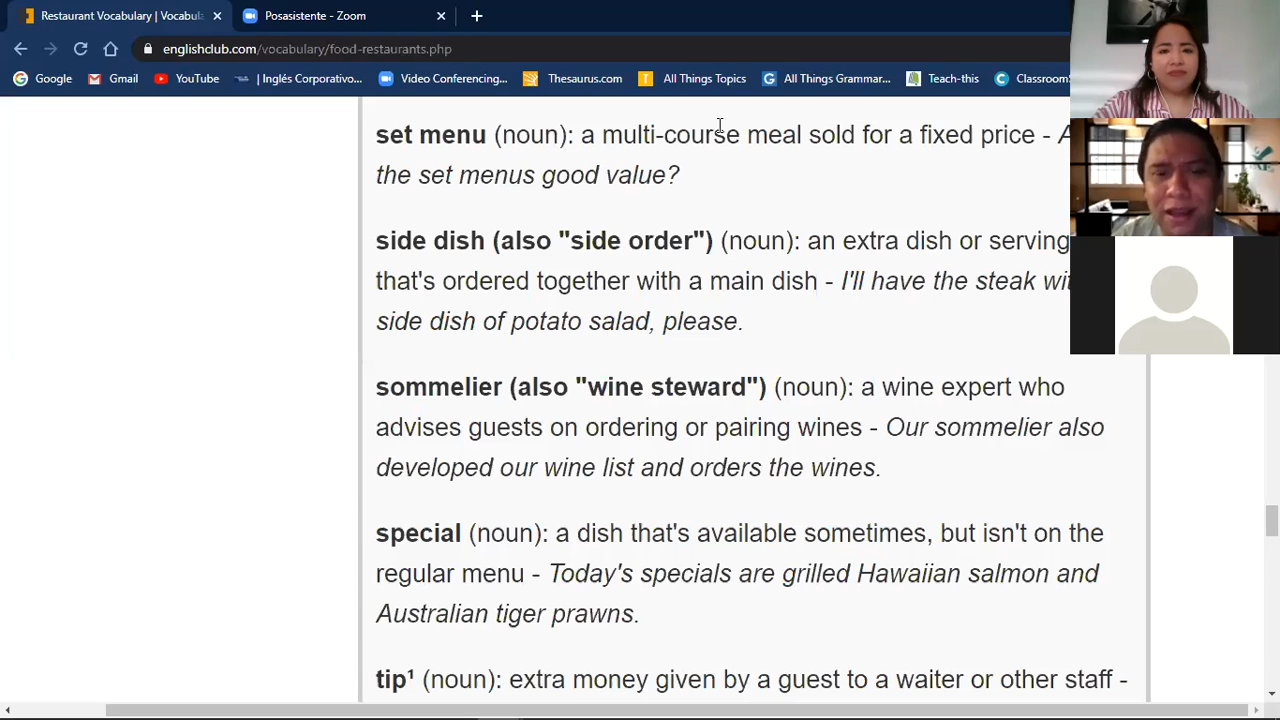 Restaurant Vocabulary | Vocabul
Posasistente - Zoom
englishclub.com/vocabulary/food-restaurants.php
Google
Gmail
YouTube
| Inglés Corporativo...
Video Conferencing...
Thesaurus.com
All Things Topics
All Things Grammar...
Teach-this
set menu (noun): a multi-course meal sold for a fixed price -
the set menus good value?
side dish (also "side order") (noun): an extra dish or serving
that's ordered together with a main dish - I'll have the steak
side dish of potato salad, please.
sommelier (also "wine steward") (noun): a wine expert who
advises guests on ordering or pairing wines - Our sommelier also
developed our wine list and orders the wines.
special (noun): a dish that's available sometimes, but isn't on the
regular menu - Today's specials are grilled Hawaiian salmon and
Australian tiger prawns.
tip¹ (noun): extra money given by a guest to a waiter or other staff -